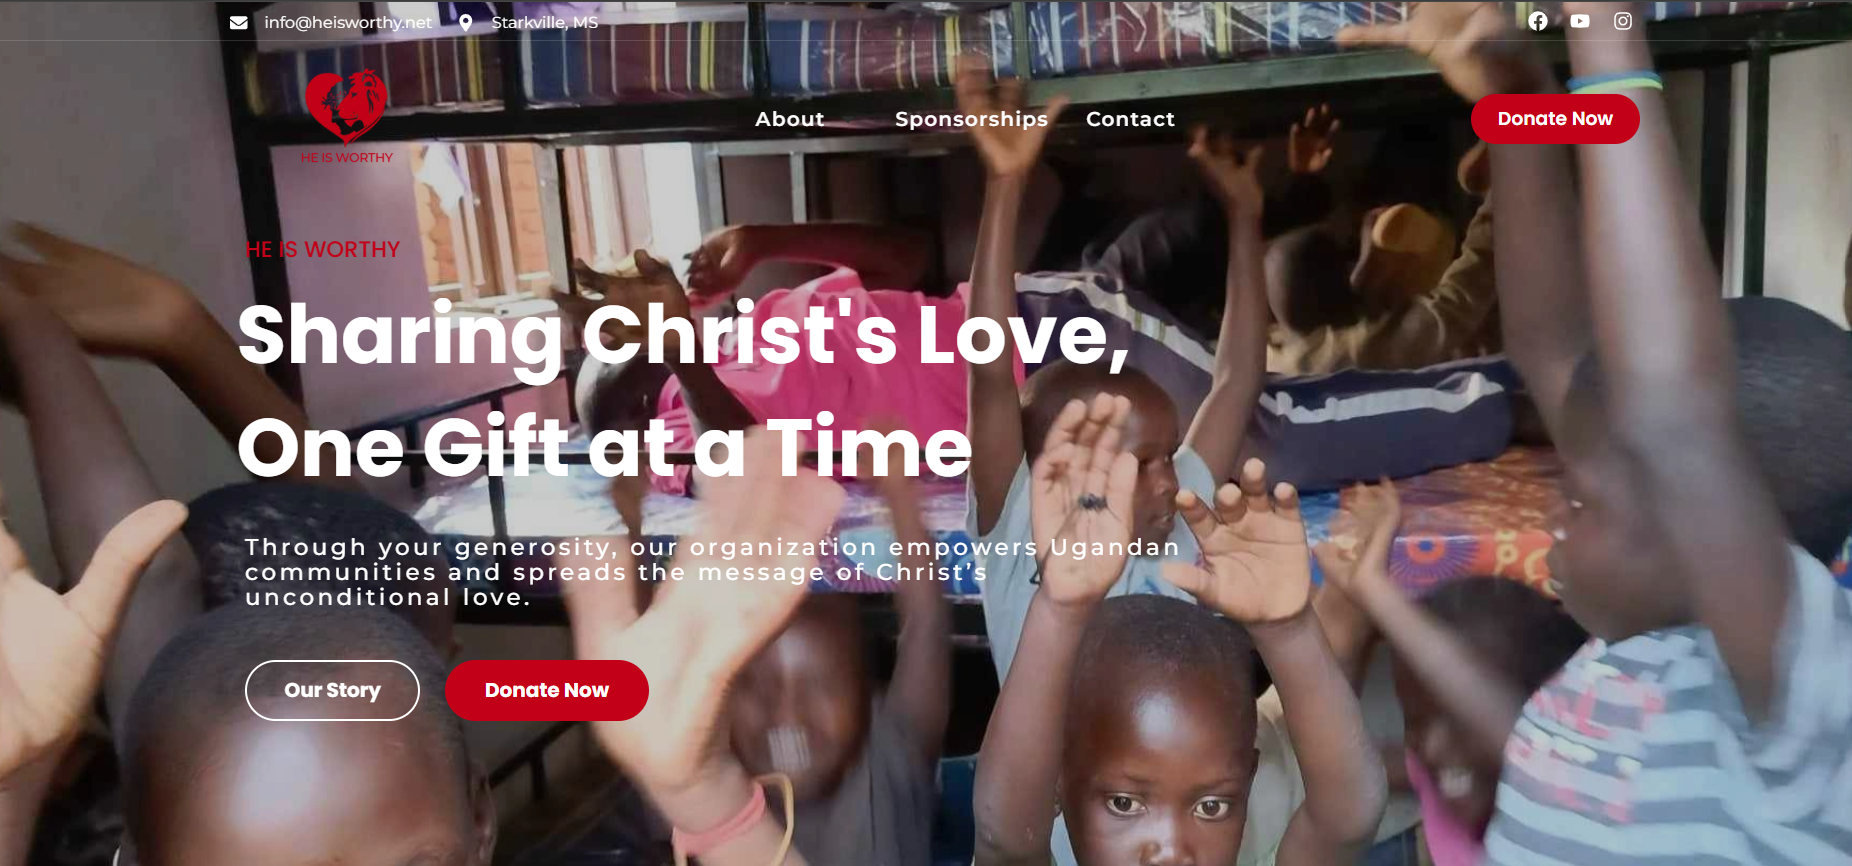 info@heisworthy.net
Starkville, MS
HE IS WORTHY
About
Sponsorships
Contact
Donate Now
HE IS WORTHY
Sharing Christ's Love,
One Gift at a Time
Through your generosity, our organization empowers Ugandan
communities and spreads the message of Christ’s
unconditional love.
Our Story
Donate Now